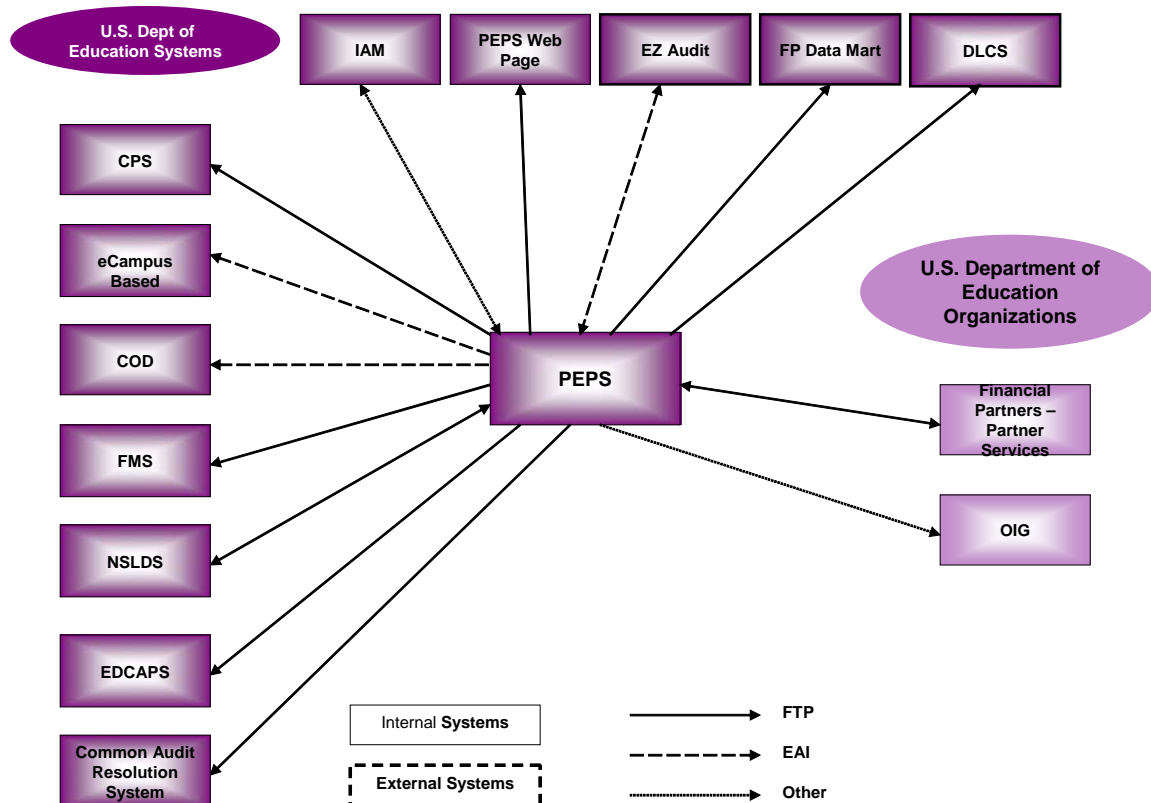 U.S. Dept of
Education Systems
IAM
PEPS Web
Page
EZ Audit
FP Data Mart
DLCS
CPS
eCampus
Based
COD
FMS
NSLDS
EDCAPS
Common Audit
Resolution
System
PEPS
U.S. Department of
Education
Organizations
Financial
Partners –
Partner
Services
OIG
Internal Systems
External Systems
FTP
EAI
Other